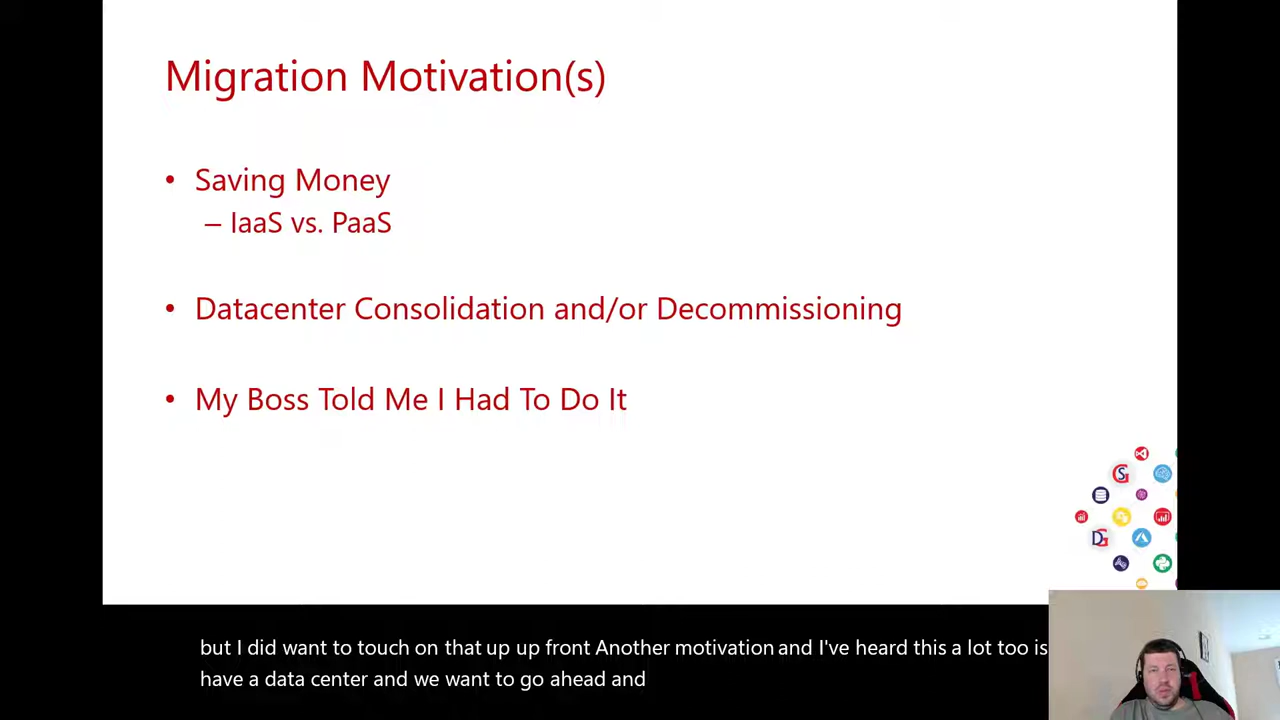 Migration Motivation(s)
• Saving Money
– IaaS vs. PaaS
• Datacenter Consolidation and/or Decommissioning
• My Boss Told Me I Had To Do It
but I did want to touch on that up up front Another motivation and I've heard this a lot too is
have a data center and we want to go ahead and